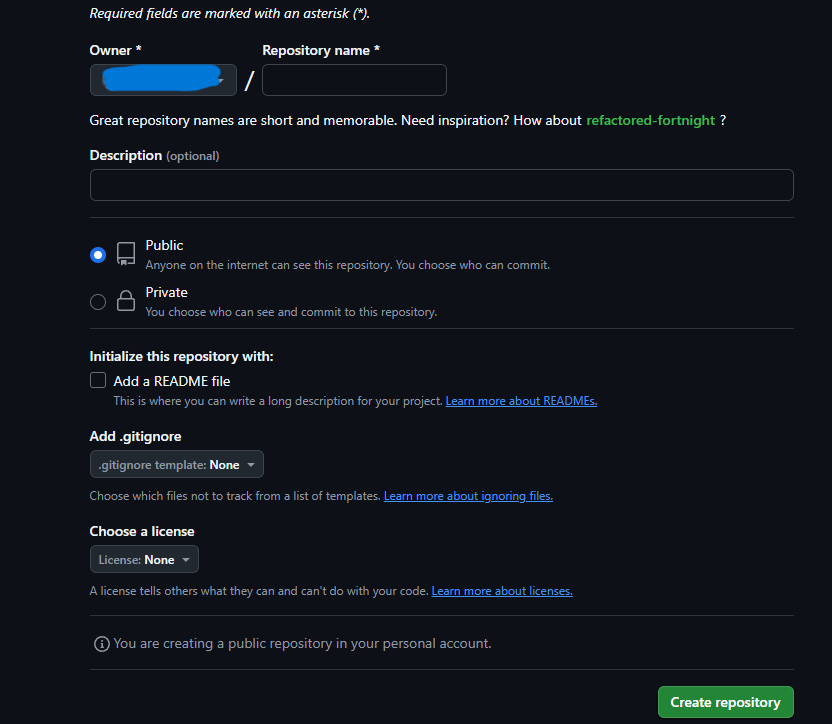 Required fields are marked with an asterisk (*).
Owner * Repository name *
/
Great repository names are short and memorable. Need inspiration? How about refactored-fortnight ?
Description (optional)
Public
Anyone on the internet can see this repository. You choose who can commit.
Private
You choose who can see and commit to this repository.
Initialize this repository with:
Add a README file
This is where you can write a long description for your project. Learn more about READMEs.
Add .gitignore
.gitignore template: None
Choose which files not to track from a list of templates. Learn more about ignoring files.
Choose a license
License: None
A license tells others what they can and can't do with your code. Learn more about licenses.
You are creating a public repository in your personal account.
Create repository